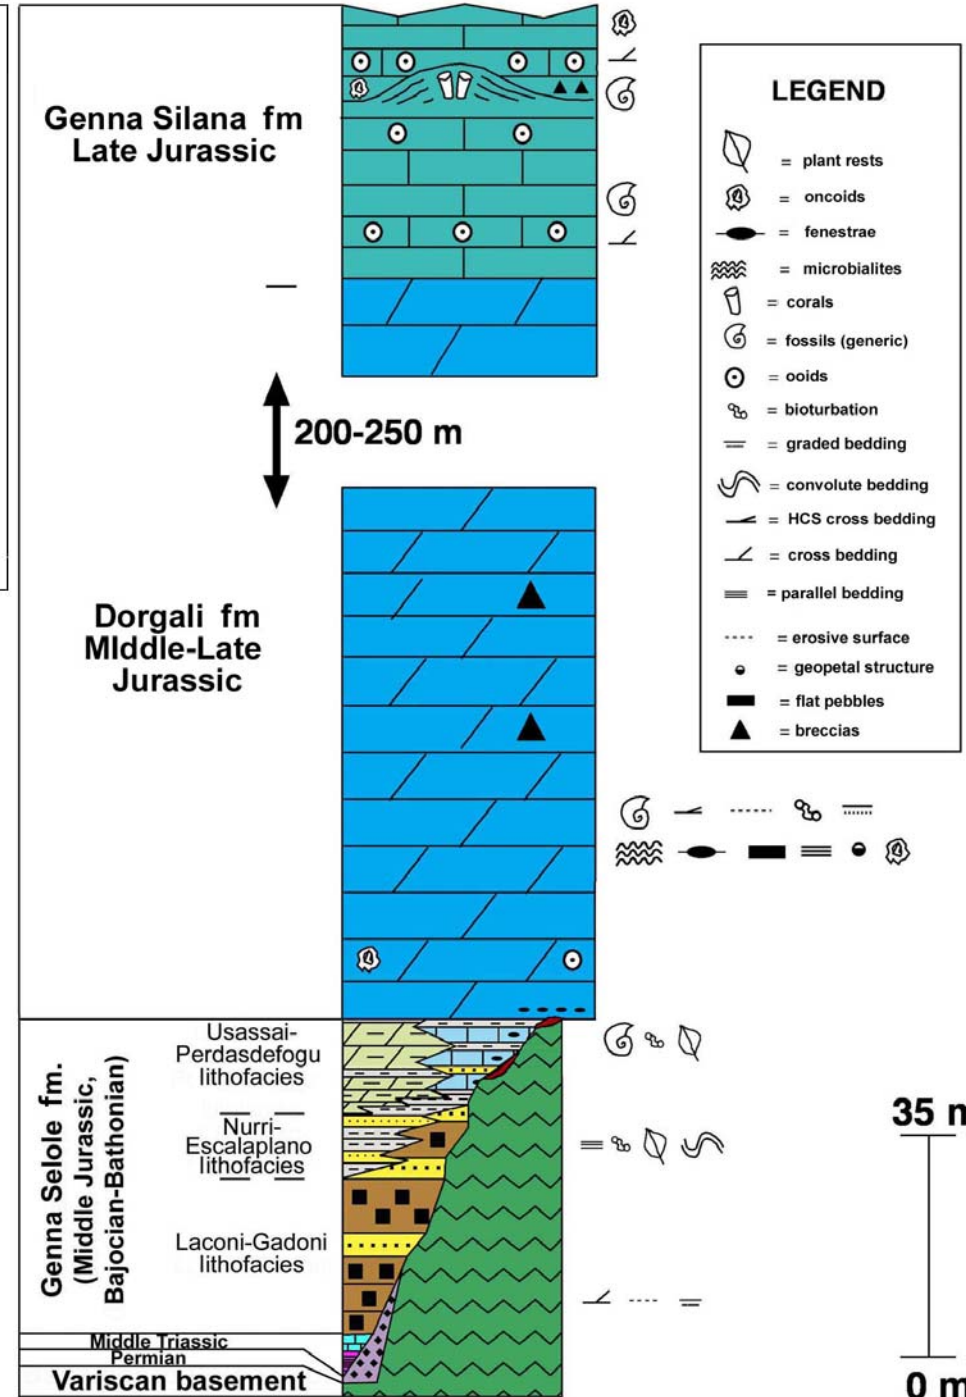 Genna Silana fm
Late Jurassic
200-250 m
Dorgali fm
MIddle-Late
Jurassic
Genna Selole fm.
(Middle Jurassic,
Bajocian-Bathonian)
Usassai-
Perdasdefogu
lithofacies
Nurri-
Escalaplano
lithofacies
Laconi-Gadoni
lithofacies
Middle Triassic
Permian
Variscan basement
LEGEND
= plant rests
= oncoids
= fenestrae
= microbialites
= corals
= fossils (generic)
= ooids
= bioturbation
= graded bedding
= convolute bedding
= HCS cross bedding
= cross bedding
= parallel bedding
= erosive surface
= geopetal structure
= flat pebbles
= breccias
35 m
0 m